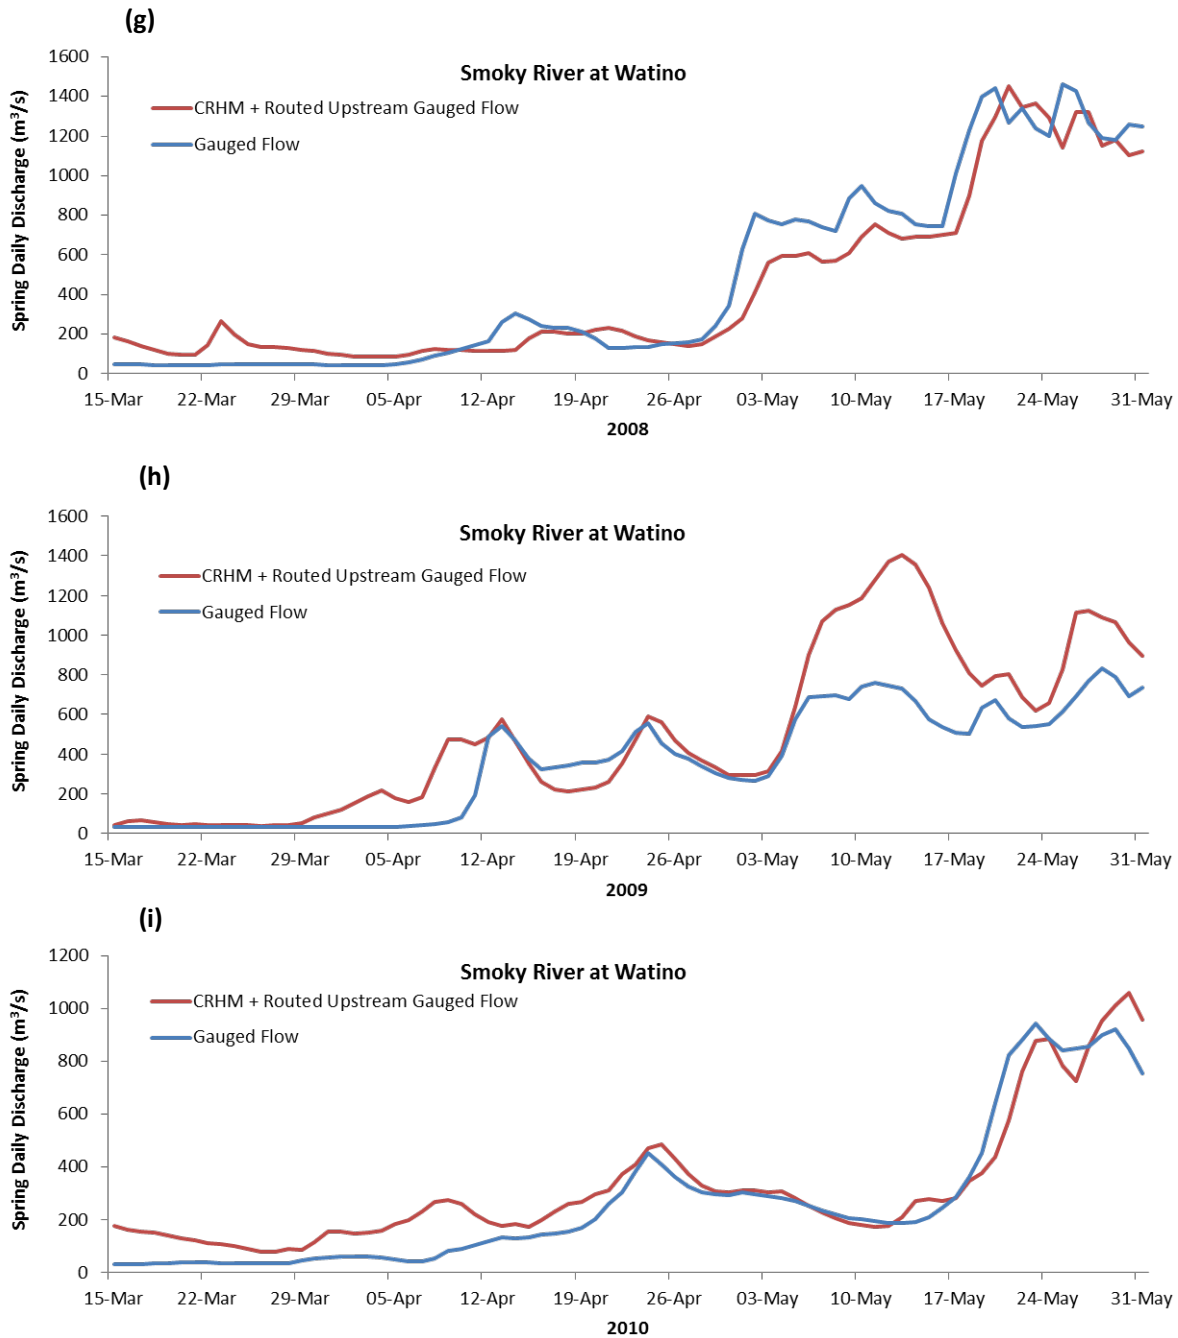 (g)
Smoky River at Watino
CRHM + Routed Upstream Gauged Flow
Gauged Flow
Spring Daily Discharge (m³/s)
1600
1400
1200
1000
800
600
400
200
0
15-Mar 22-Mar 29-Mar 05-Apr 12-Apr 19-Apr 26-Apr 03-May 10-May 17-May 24-May 31-May
2008
(h)
Smoky River at Watino
CRHM + Routed Upstream Gauged Flow
Gauged Flow
Spring Daily Discharge (m³/s)
1600
1400
1200
1000
800
600
400
200
0
15-Mar 22-Mar 29-Mar 05-Apr 12-Apr 19-Apr 26-Apr 03-May 10-May 17-May 24-May 31-May
2009
(i)
Smoky River at Watino
CRHM + Routed Upstream Gauged Flow
Gauged Flow
Spring Daily Discharge (m³/s)
1200
1000
800
600
400
200
0
15-Mar 22-Mar 29-Mar 05-Apr 12-Apr 19-Apr 26-Apr 03-May 10-May 17-May 24-May 31-May
2010